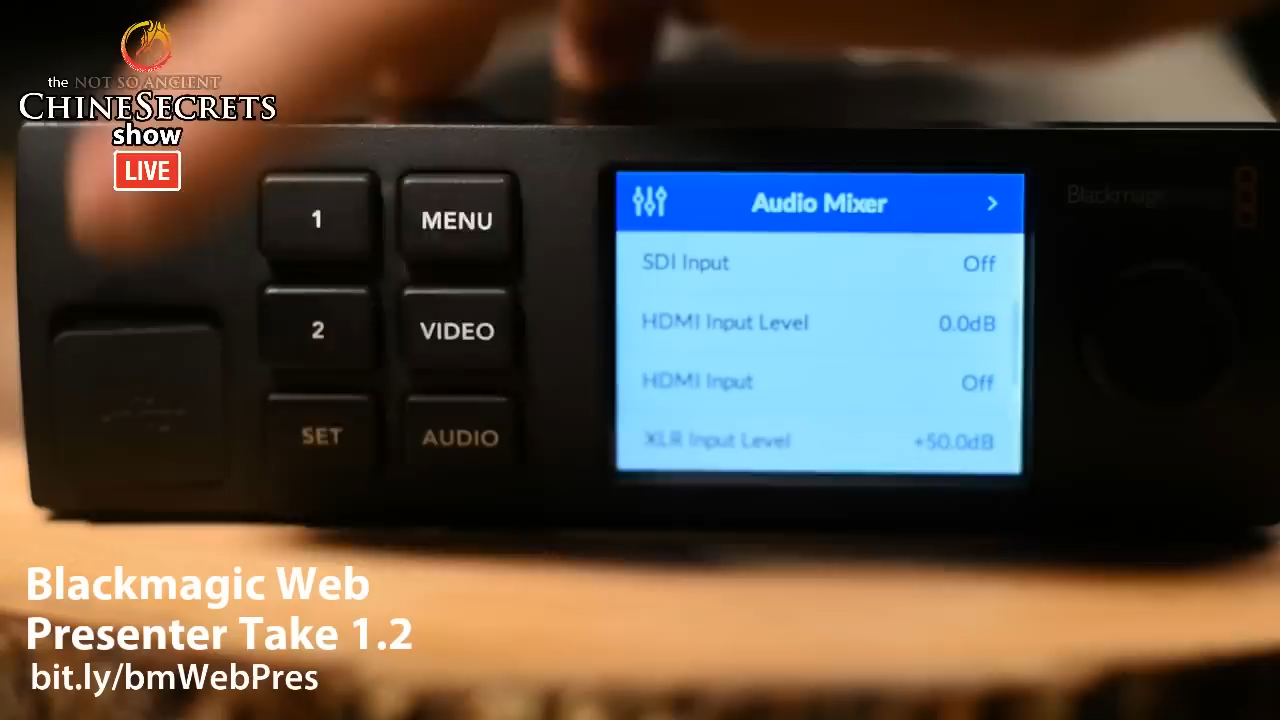 the NOT SO ANCIENT
CHINESECRETS
show
LIVE
1
MENU
2
VIDEO
SET
AUDIO
Audio Mixer
SDI Input Off
HDMI Input Level 0.0dB
HDMI Input Off
XLR Input Level +50.0dB
Blackmagic
Blackmagic Web
Presenter Take 1.2
bit.ly/bmWebPres